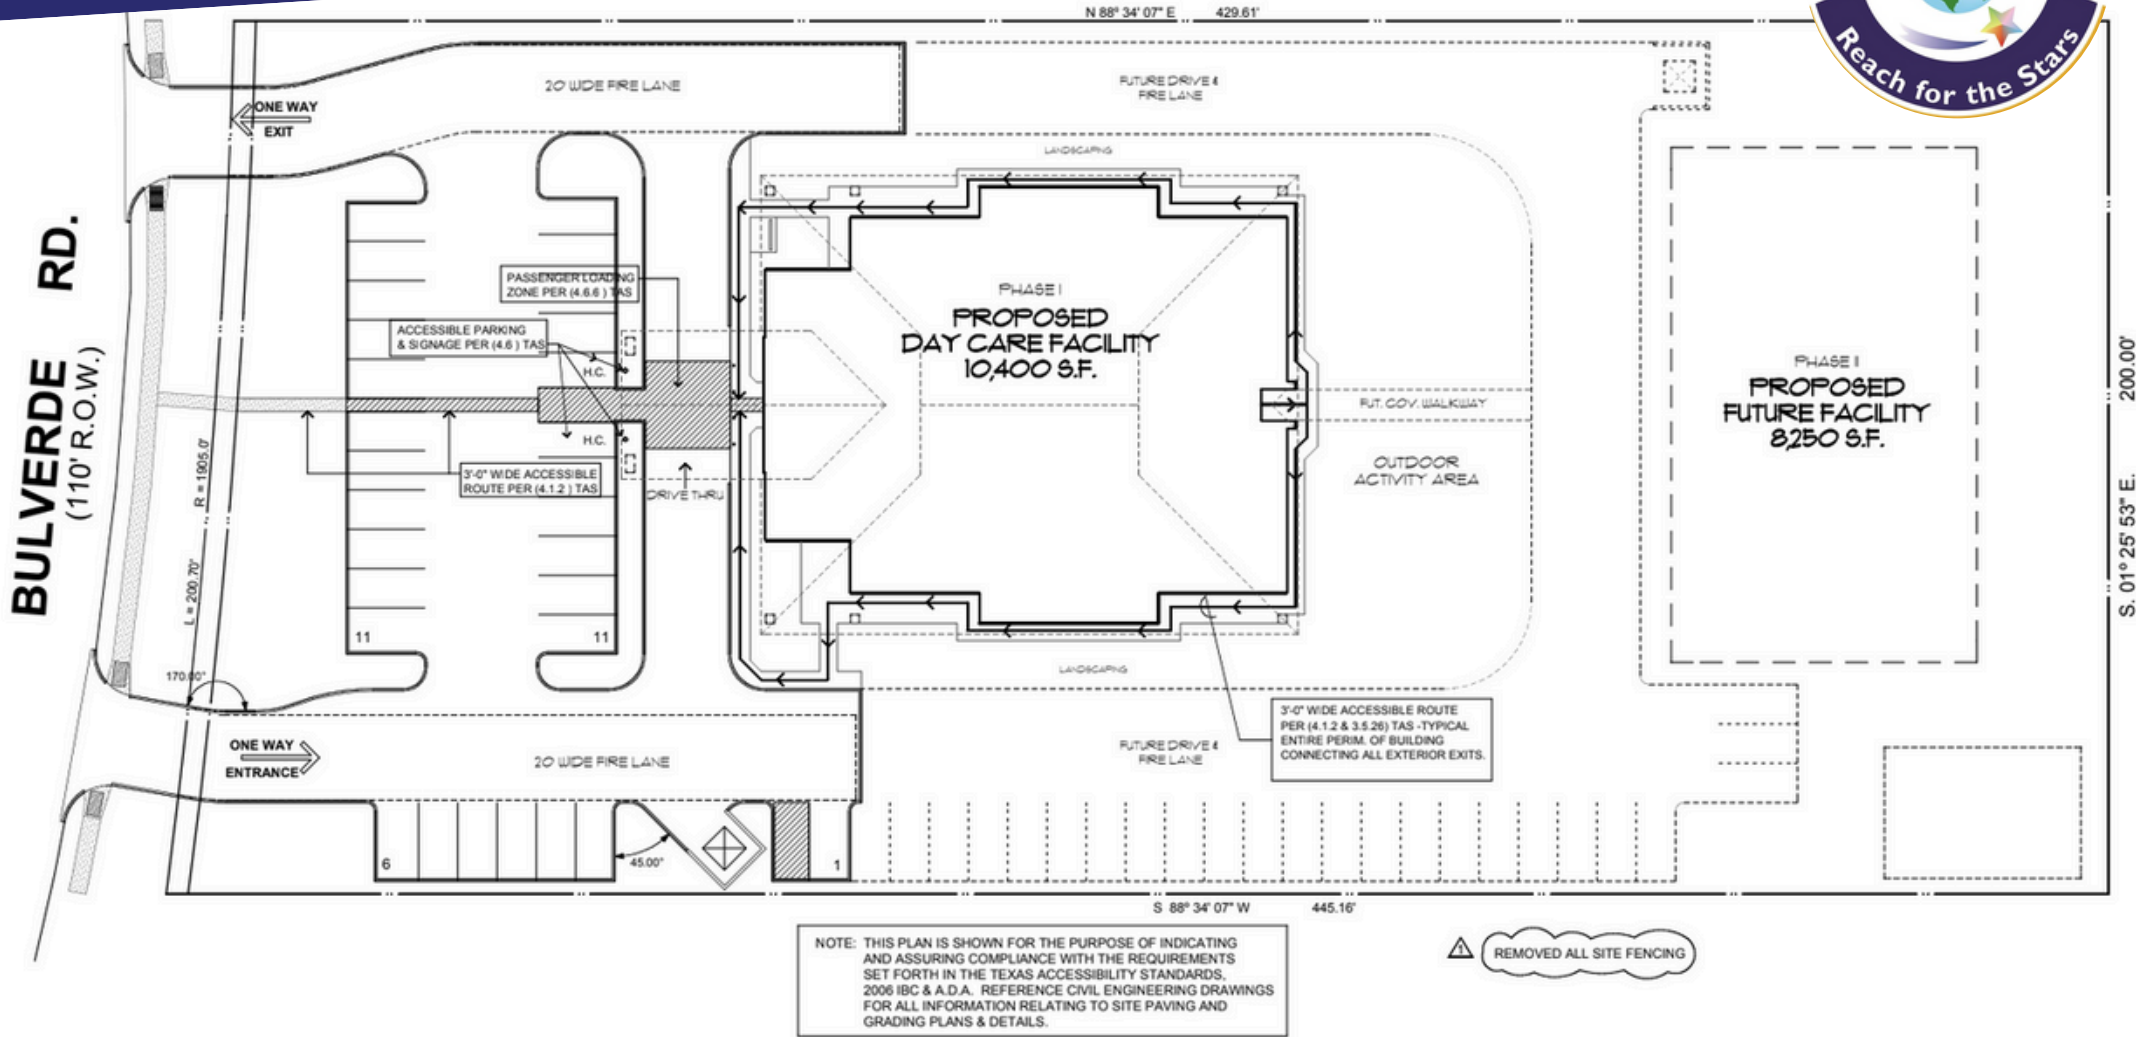 N 88° 34' 07" E 429.61'
Reach for the Stars
20' WIDE FIRE LANE
FUTURE DRIVE &
FIRE LANE
ONE WAY
EXIT
LANDSCAPING
BULVERDE RD.
(110' R.O.W.)
PASSENGER LOADING
ZONE PER (4.6.6 ) TAS
ACCESSIBLE PARKING
& SIGNAGE PER (4.6 ) TAS
H.C.
H.C.
3'-0" WIDE ACCESSIBLE
ROUTE PER (4.1.2 ) TAS
DRIVE THRU
PHASE I
PROPOSED
DAY CARE FACILITY
10,400 S.F.
FUT. COV. WALKWAY
OUTDOOR
ACTIVITY AREA
PHASE II
PROPOSED
FUTURE FACILITY
8,250 S.F.
200.00'
S. 01° 25' 53" E.
R = 1905.0'
L = 200.70'
170.00°
11
11
LANDSCAPING
ONE WAY
ENTRANCE
20' WIDE FIRE LANE
FUTURE DRIVE &
FIRE LANE
3'-0" WIDE ACCESSIBLE ROUTE
PER (4.1.2 & 3.5.26) TAS -TYPICAL
ENTIRE PERIM. OF BUILDING
CONNECTING ALL EXTERIOR EXITS.
6
45.00°
1
S 88° 34' 07" W 445.16'
NOTE: THIS PLAN IS SHOWN FOR THE PURPOSE OF INDICATING
AND ASSURING COMPLIANCE WITH THE REQUIREMENTS
SET FORTH IN THE TEXAS ACCESSIBILITY STANDARDS,
2006 IBC & A.D.A. REFERENCE CIVIL ENGINEERING DRAWINGS
FOR ALL INFORMATION RELATING TO SITE PAVING AND
GRADING PLANS & DETAILS.
1 REMOVED ALL SITE FENCING